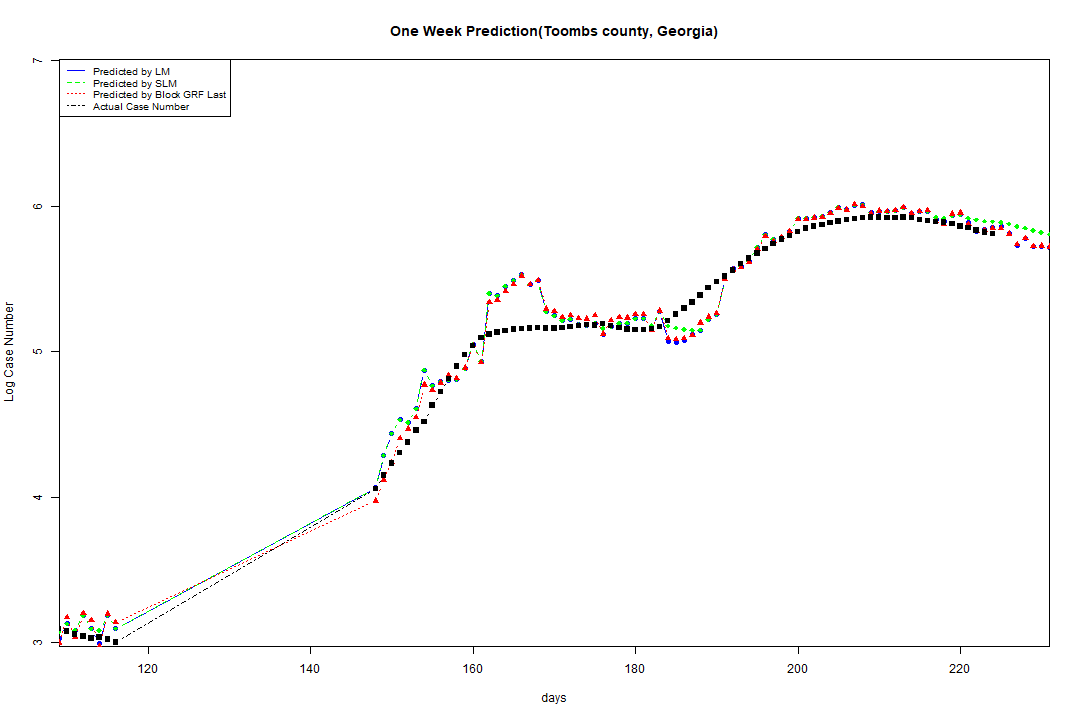 One Week Prediction(Toombs county, Georgia)
Predicted by LM
Predicted by SLM
Predicted by Block GRF Last
Actual Case Number
7
6
5
4
3
Log Case Number
120 140 160 180 200 220
days